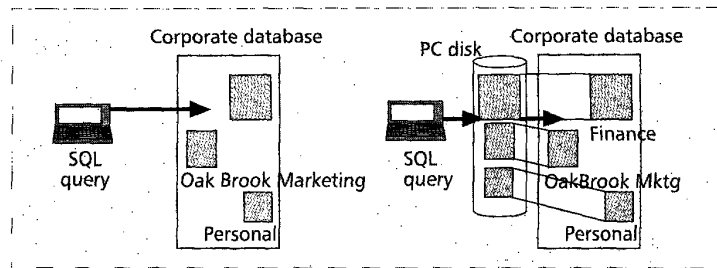 Corporate database
SQL
query
Oak Brook Marketing
Personal
Corporate database
PC disk
SQL
query
Finance
OakBrook Mktg
Personal